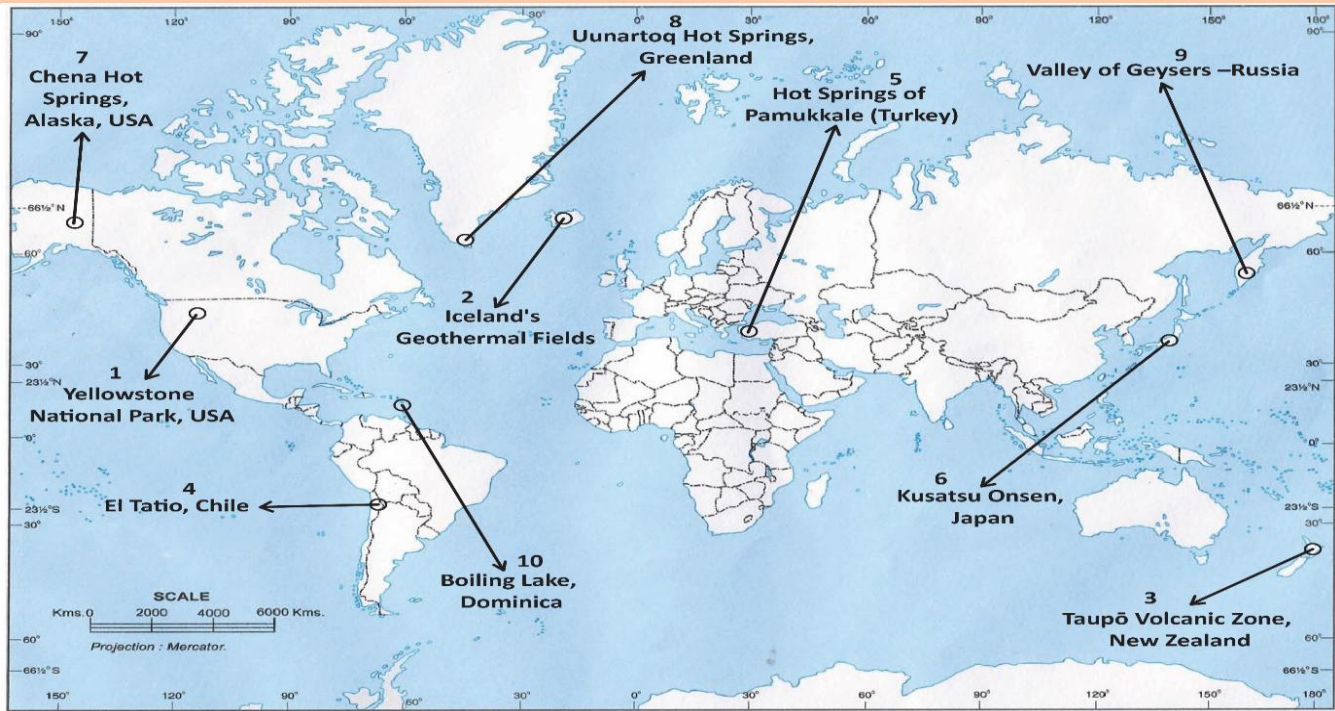 150° 120° 90° 60° 30° 0° 30° 60° 90° 120° 150° 180°
90° 90°
8
Uunartoq Hot Springs,
Greenland
7
Chena Hot
Springs,
Alaska, USA
5
Hot Springs of
Pamukkale (Turkey)
9
Valley of Geysers –Russia
66½° N 66½° N
60° 60°
2
Iceland's
Geothermal Fields
30° 30°
23½° N 23½° N
1
Yellowstone
National Park, USA
0° 0°
4
El Tatio, Chile
6
Kusatsu Onsen,
Japan
23½° S 23½° S
30° 30°
10
Boiling Lake,
Dominica
3
Taupō Volcanic Zone,
New Zealand
SCALE
Kms. 0 2000 4000 6000 Kms.
Projection : Mercator.
60° 60°
66½° S 66½° S
150° 120° 90° 30° 0° 30° 60° 90° 120° 150° 180°